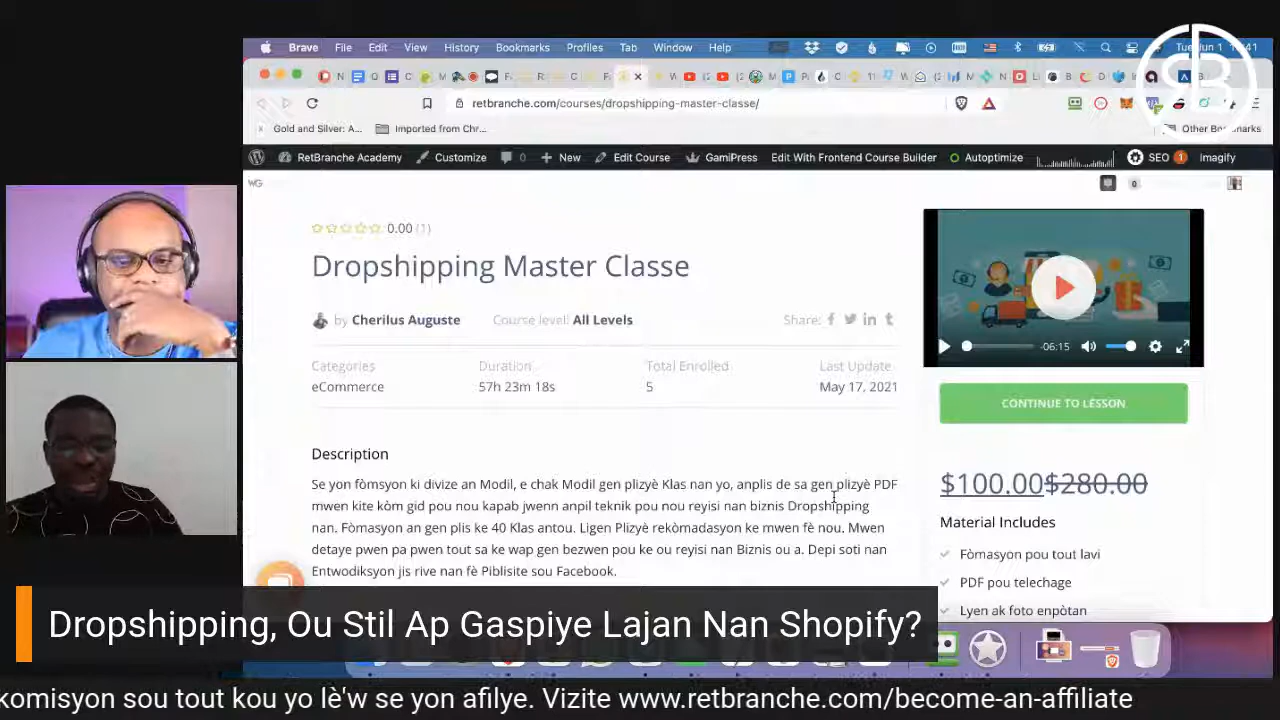 Brave File Edit View History Bookmarks Profiles Tab Window Help Tue Jun 1
retbranche.com/courses/dropshipping-master-classe/
Gold and Silver: A... Imported from Chr... Other Bookmarks
RetBranche Academy Customize 0 New Edit Course GamiPress Edit With Frontend Course Builder Autoptimize SEO 1 Imagify
WG 0
0.00 (1)
Dropshipping Master Classe
by Cherilus Auguste Course level: All Levels Share:
Categories Duration Total Enrolled Last Update
eCommerce 57h 23m 18s 5 May 17, 2021
-06:15
CONTINUE TO LESSON
Description
Se yon fòmsyon ki divize an Modil, e chak Modil gen plizyè Klas nan yo, anplis de sa gen plizyè PDF
mwen kite kòm gid pou nou kapab jwenn anpil teknik pou nou reyisi nan biznis Dropshipping
nan. Fòmasyon an gen plis ke 40 Klas antou. Ligen Plizyè rekòmadasyon ke mwen fè nou. Mwen
detaye pwen pa pwen tout sa ke wap gen bezwen pou ke ou reyisi nan Biznis ou a. Depi soti nan
Entwodiksyon jis rive nan fè Piblisite sou Facebook.
$100.00$280.00
Material Includes
Fòmasyon pou tout lavi
PDF pou telechage
Lyen ak foto enpòtan
Dropshipping, Ou Stil Ap Gaspiye Lajan Nan Shopify?
komisyon sou tout kou yo lè'w se yon afilye. Vizite www.retbranche.com/become-an-affiliate